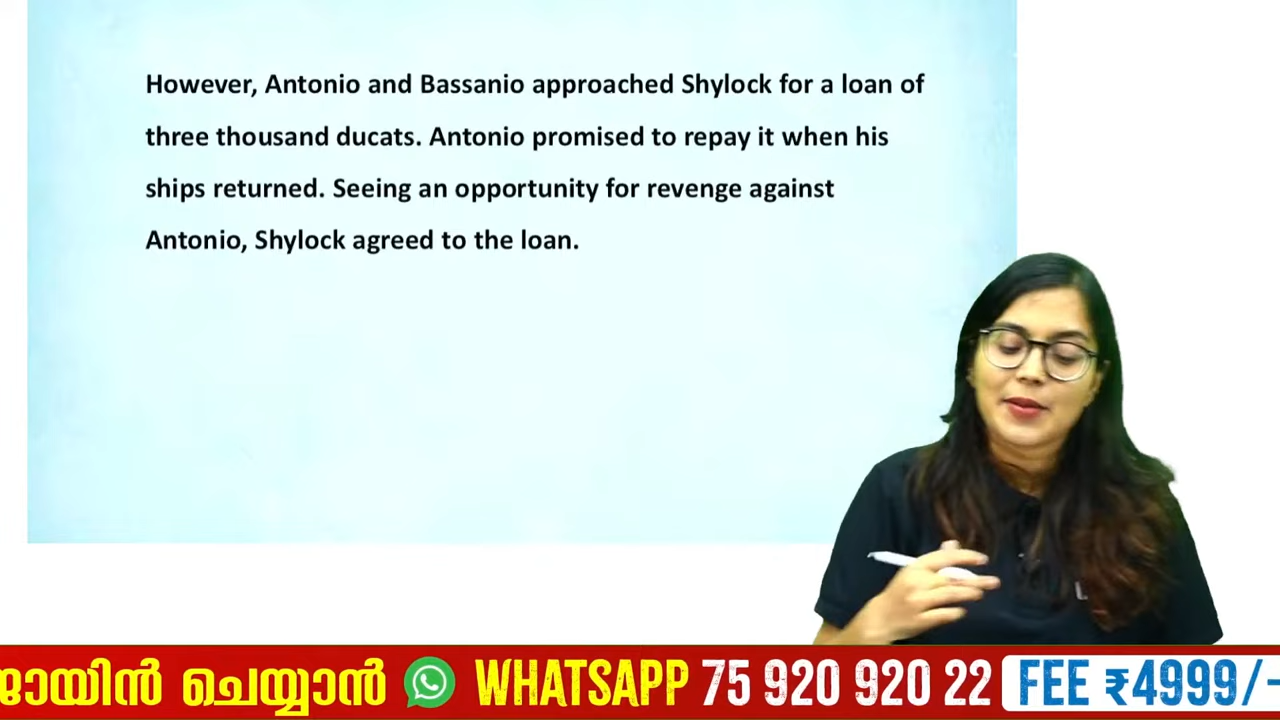 However, Antonio and Bassanio approached Shylock for a loan of
three thousand ducats. Antonio promised to repay it when his
ships returned. Seeing an opportunity for revenge against
Antonio, Shylock agreed to the loan.
ജോയിൻ ചെയ്യാൻ WHATSAPP 75 920 920 22 FEE ₹4999/-